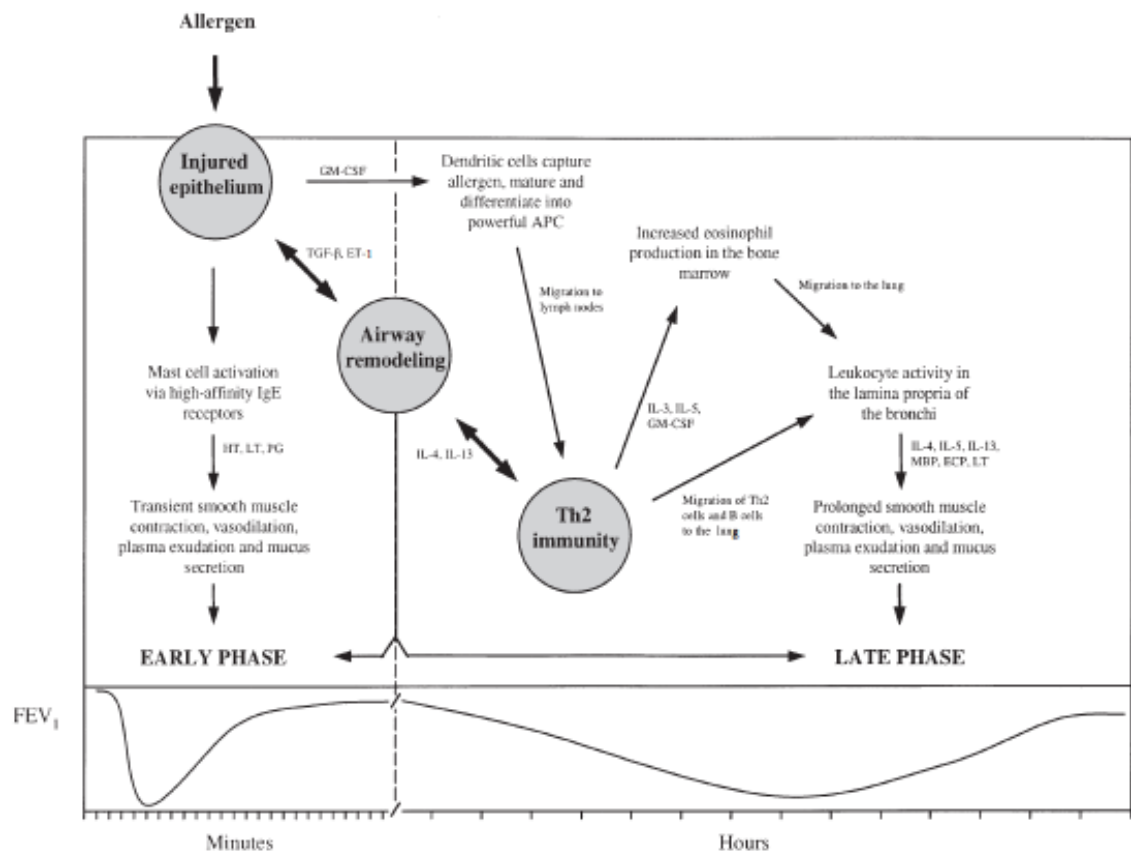 Allergen
Injured
epithelium
GM-CSF
Dendritic cells capture
allergen, mature and
differentiate into
powerful APC
Increased eosinophil
production in the bone
marrow
TGF-β, ET-1
Migration to
lymph nodes
Migration to the lung
Airway
remodeling
Mast cell activation
via high-affinity IgE
receptors
Leukocyte activity in
the lamina propria of
the bronchi
IL-3, IL-5,
GM-CSF
HT, LT, PG
IL-4, IL-13
IL-4, IL-5, IL-13,
MBP, ECP, LT
Transient smooth muscle
contraction, vasodilation,
plasma exudation and mucus
secretion
Th2
immunity
Migration of Th2
cells and B cells
to the lung
Prolonged smooth muscle
contraction, vasodilation,
plasma exudation and mucus
secretion
EARLY PHASE
LATE PHASE
FEV₁
Minutes
Hours